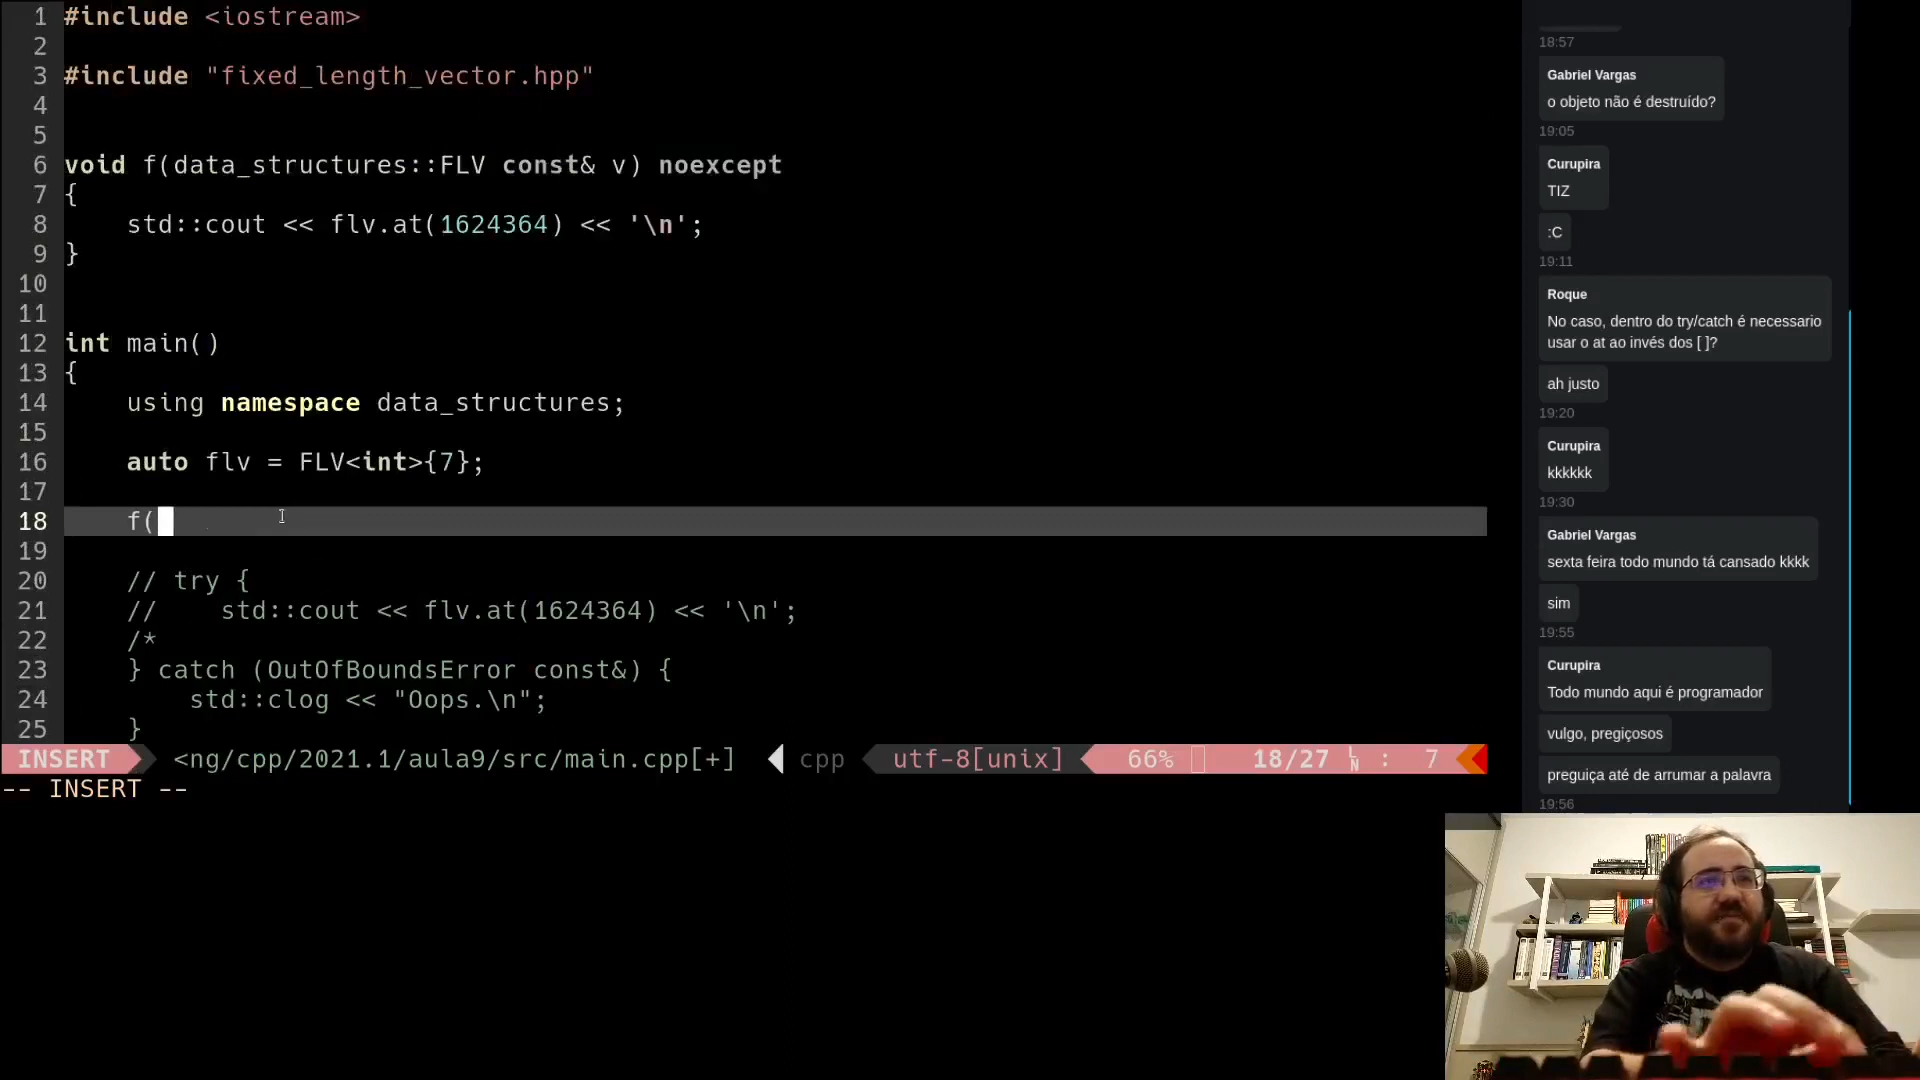 1 #include <iostream>
2
3 #include "fixed_length_vector.hpp"
4
5
6 void f(data_structures::FLV const& v) noexcept
7 {
8     std::cout << flv.at(1624364) << '\n';
9 }
10
11
12 int main()
13 {
14     using namespace data_structures;
15
16     auto flv = FLV<int>{7};
17
18     f(
19
20     // try {
21     //    std::cout << flv.at(1624364) << '\n';
22     /*
23     } catch (OutOfBoundsError const&) {
24         std::clog << "Oops.\n";
25     }
INSERT <ng/cpp/2021.1/aula9/src/main.cpp[+] cpp utf-8[unix] 66% 18/27 : 7
-- INSERT --
18:57
Gabriel Vargas
o objeto não é destruído?
19:05
Curupira
TIZ
:C
19:11
Roque
No caso, dentro do try/catch é necessario
usar o at ao invés dos [ ]?
ah justo
19:20
Curupira
kkkkkk
19:30
Gabriel Vargas
sexta feira todo mundo tá cansado kkkk
sim
19:55
Curupira
Todo mundo aqui é programador
vulgo, pregiçosos
preguiça até de arrumar a palavra
19:56